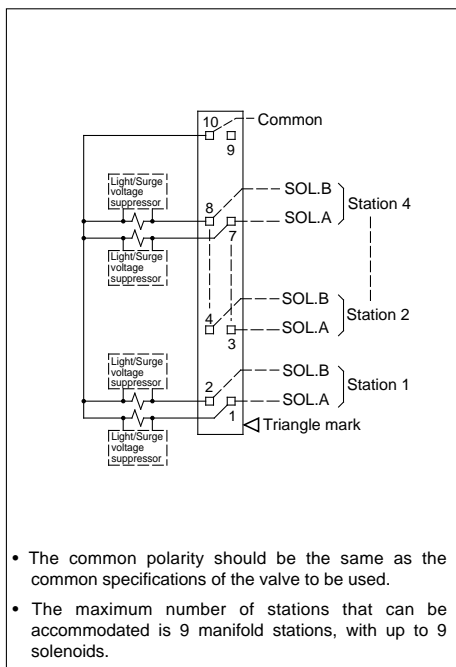 10
Common
9
Light/Surge
voltage
suppressor
8
SOL.B
Station 4
SOL.A
7
Light/Surge
voltage
suppressor
SOL.B
4
Station 2
SOL.A
3
Light/Surge
voltage
suppressor
SOL.B
2
Station 1
SOL.A
1
Triangle mark
Light/Surge
voltage
suppressor
• The common polarity should be the same as the
common specifications of the valve to be used.
• The maximum number of stations that can be
accommodated is 9 manifold stations, with up to 9
solenoids.